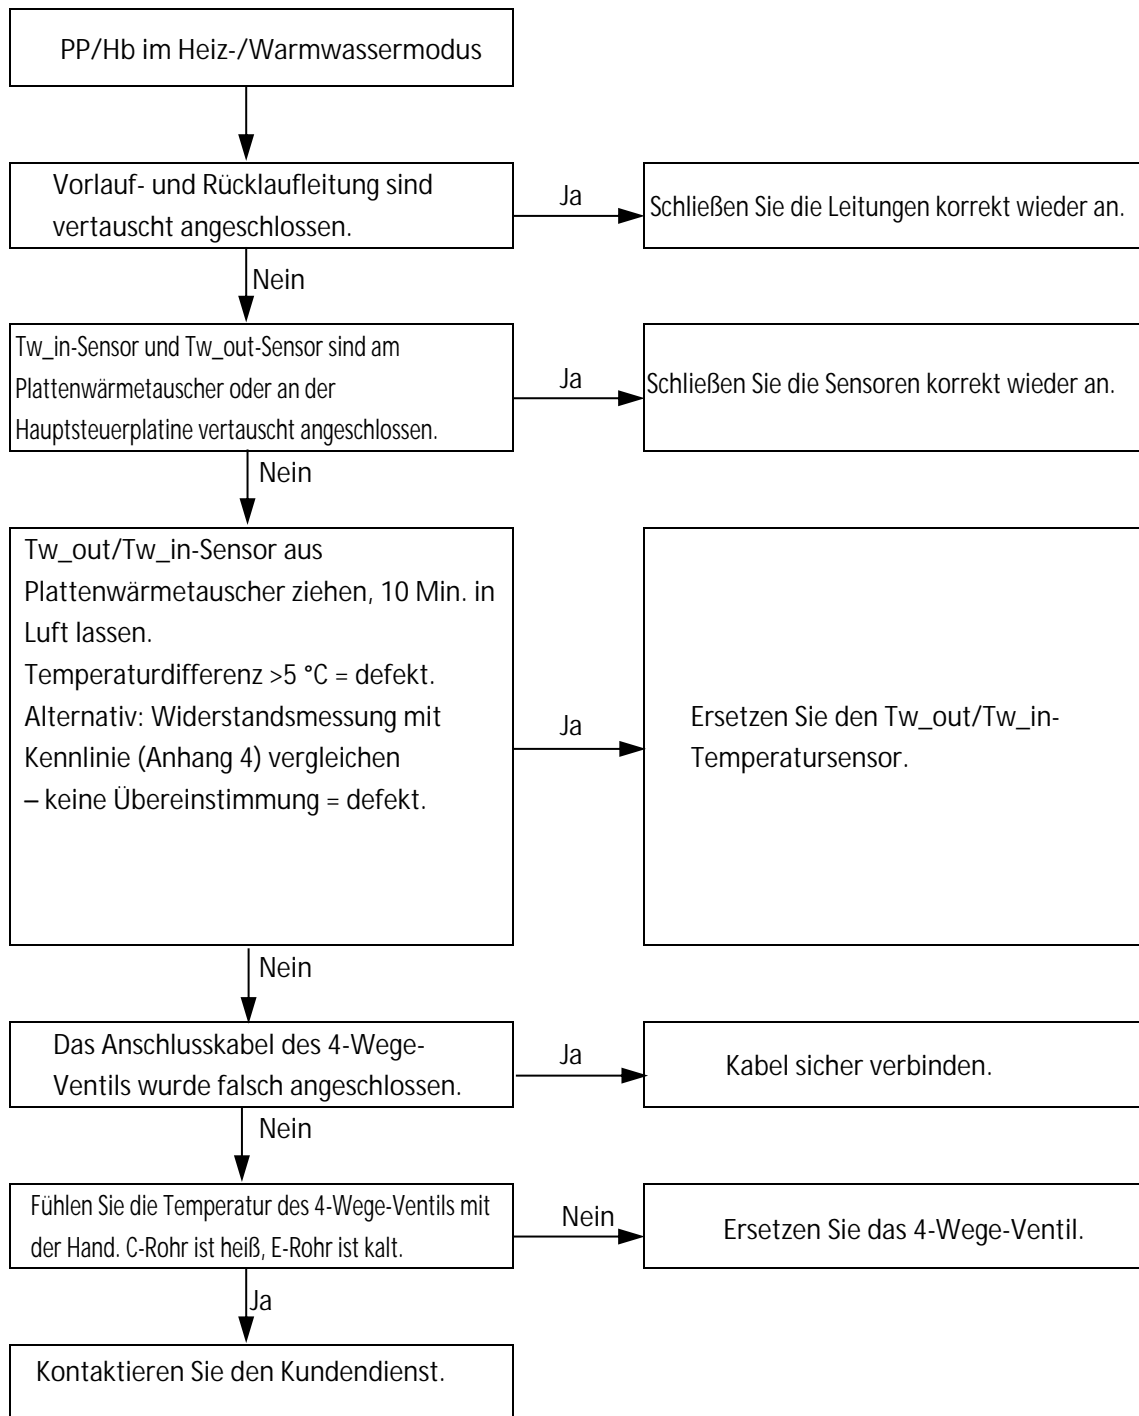 PP/Hb im Heiz-/Warmwassermodus
Vorlauf- und Rücklaufleitung sind
vertauscht angeschlossen.
Ja
Schließen Sie die Leitungen korrekt wieder an.
Nein
Tw_in-Sensor und Tw_out-Sensor sind am
Plattenwärmetauscher oder an der
Hauptsteuerplatine vertauscht angeschlossen.
Ja
Schließen Sie die Sensoren korrekt wieder an.
Nein
Tw_out/Tw_in-Sensor aus
Plattenwärmetauscher ziehen, 10 Min. in
Luft lassen.
Temperaturdifferenz >5 °C = defekt.
Alternativ: Widerstandsmessung mit
Kennlinie (Anhang 4) vergleichen
– keine Übereinstimmung = defekt.
Ja
Ersetzen Sie den Tw_out/Tw_in-
Temperatursensor.
Nein
Das Anschlusskabel des 4-Wege-
Ventils wurde falsch angeschlossen.
Ja
Kabel sicher verbinden.
Nein
Fühlen Sie die Temperatur des 4-Wege-Ventils mit
der Hand. C-Rohr ist heiß, E-Rohr ist kalt.
Nein
Ersetzen Sie das 4-Wege-Ventil.
Ja
Kontaktieren Sie den Kundendienst.